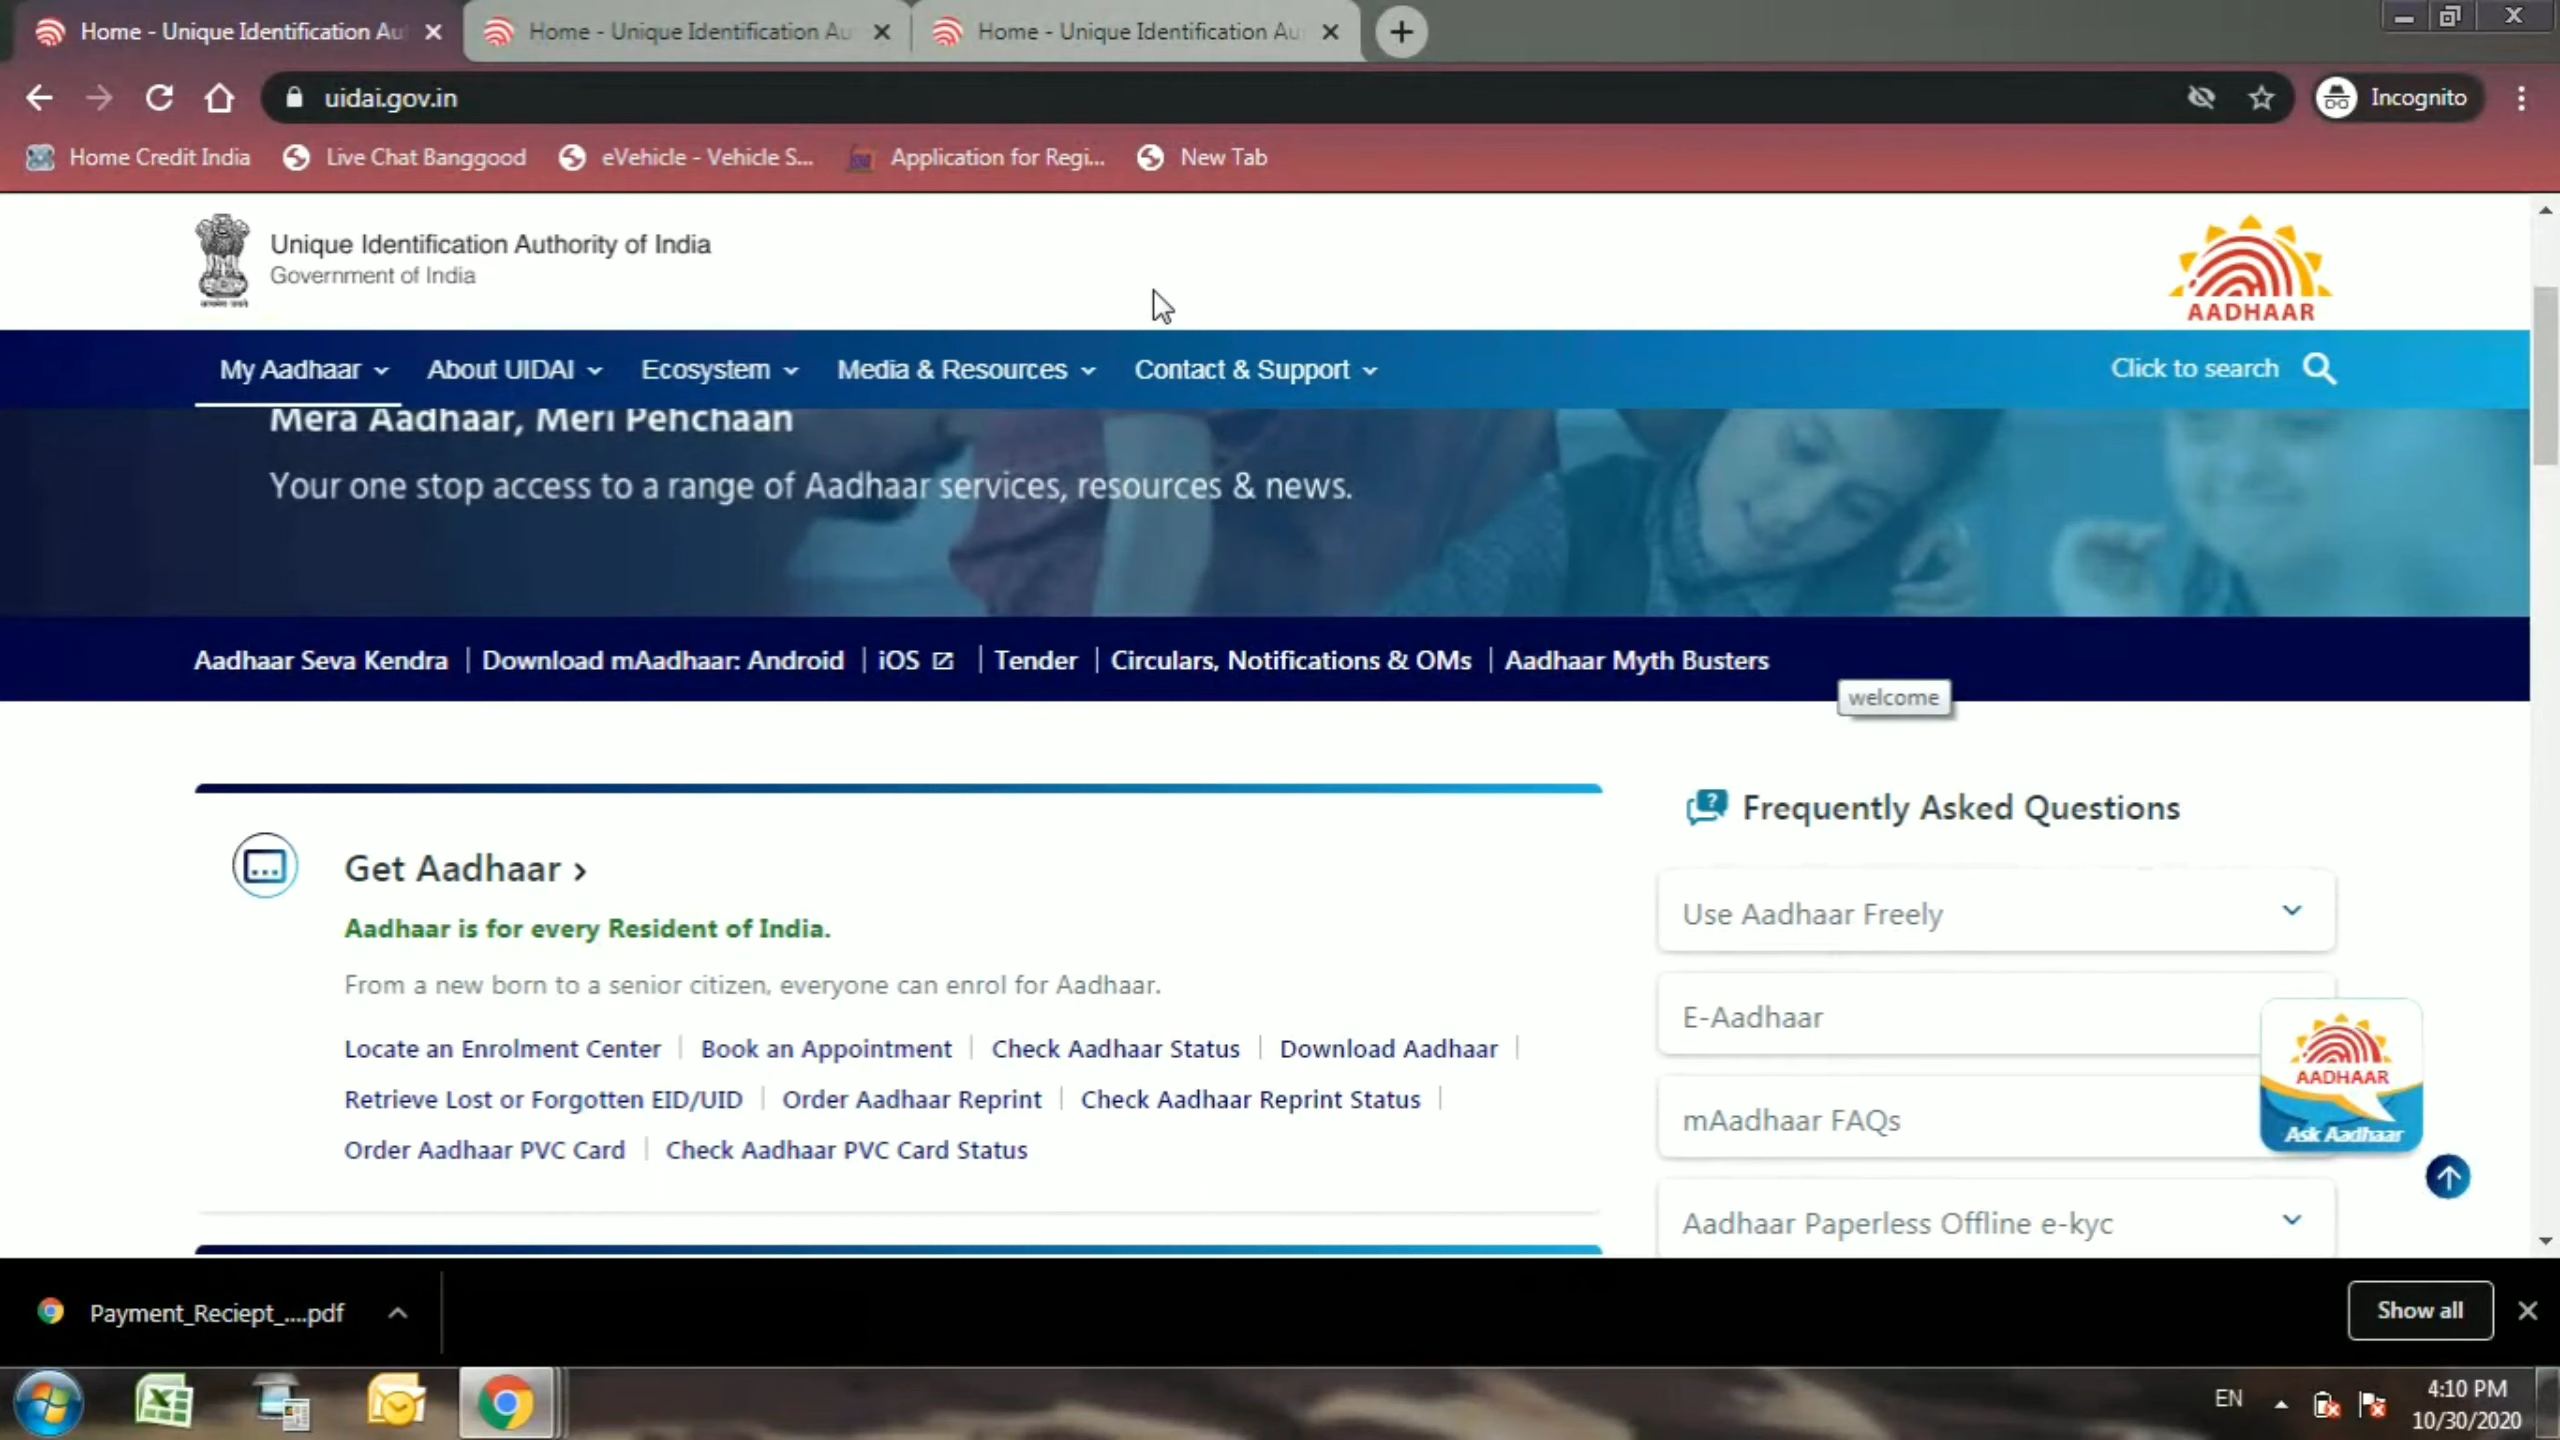 Home - Unique Identification Au
Home - Unique Identification Au
Home - Unique Identification Au
uidai.gov.in
Incognito
Home Credit India
Live Chat Banggood
eVehicle - Vehicle S...
Application for Regi...
New Tab
Unique Identification Authority of India
Government of India
AADHAAR
My Aadhaar
About UIDAI
Ecosystem
Media & Resources
Contact & Support
Click to search
Mera Aadhaar, Meri Pehchaan
Your one stop access to a range of Aadhaar services, resources & news.
Aadhaar Seva Kendra | Download mAadhaar: Android | iOS | Tender | Circulars, Notifications & OMs | Aadhaar Myth Busters
welcome
Get Aadhaar ›
Aadhaar is for every Resident of India.
From a new born to a senior citizen, everyone can enrol for Aadhaar.
Locate an Enrolment Center | Book an Appointment | Check Aadhaar Status | Download Aadhaar |
Retrieve Lost or Forgotten EID/UID | Order Aadhaar Reprint | Check Aadhaar Reprint Status |
Order Aadhaar PVC Card | Check Aadhaar PVC Card Status
Frequently Asked Questions
Use Aadhaar Freely
E-Aadhaar
mAadhaar FAQs
Aadhaar Paperless Offline e-kyc
AADHAAR
Ask Aadhaar
Payment_Reciept_....pdf
Show all
EN
4:10 PM
10/30/2020